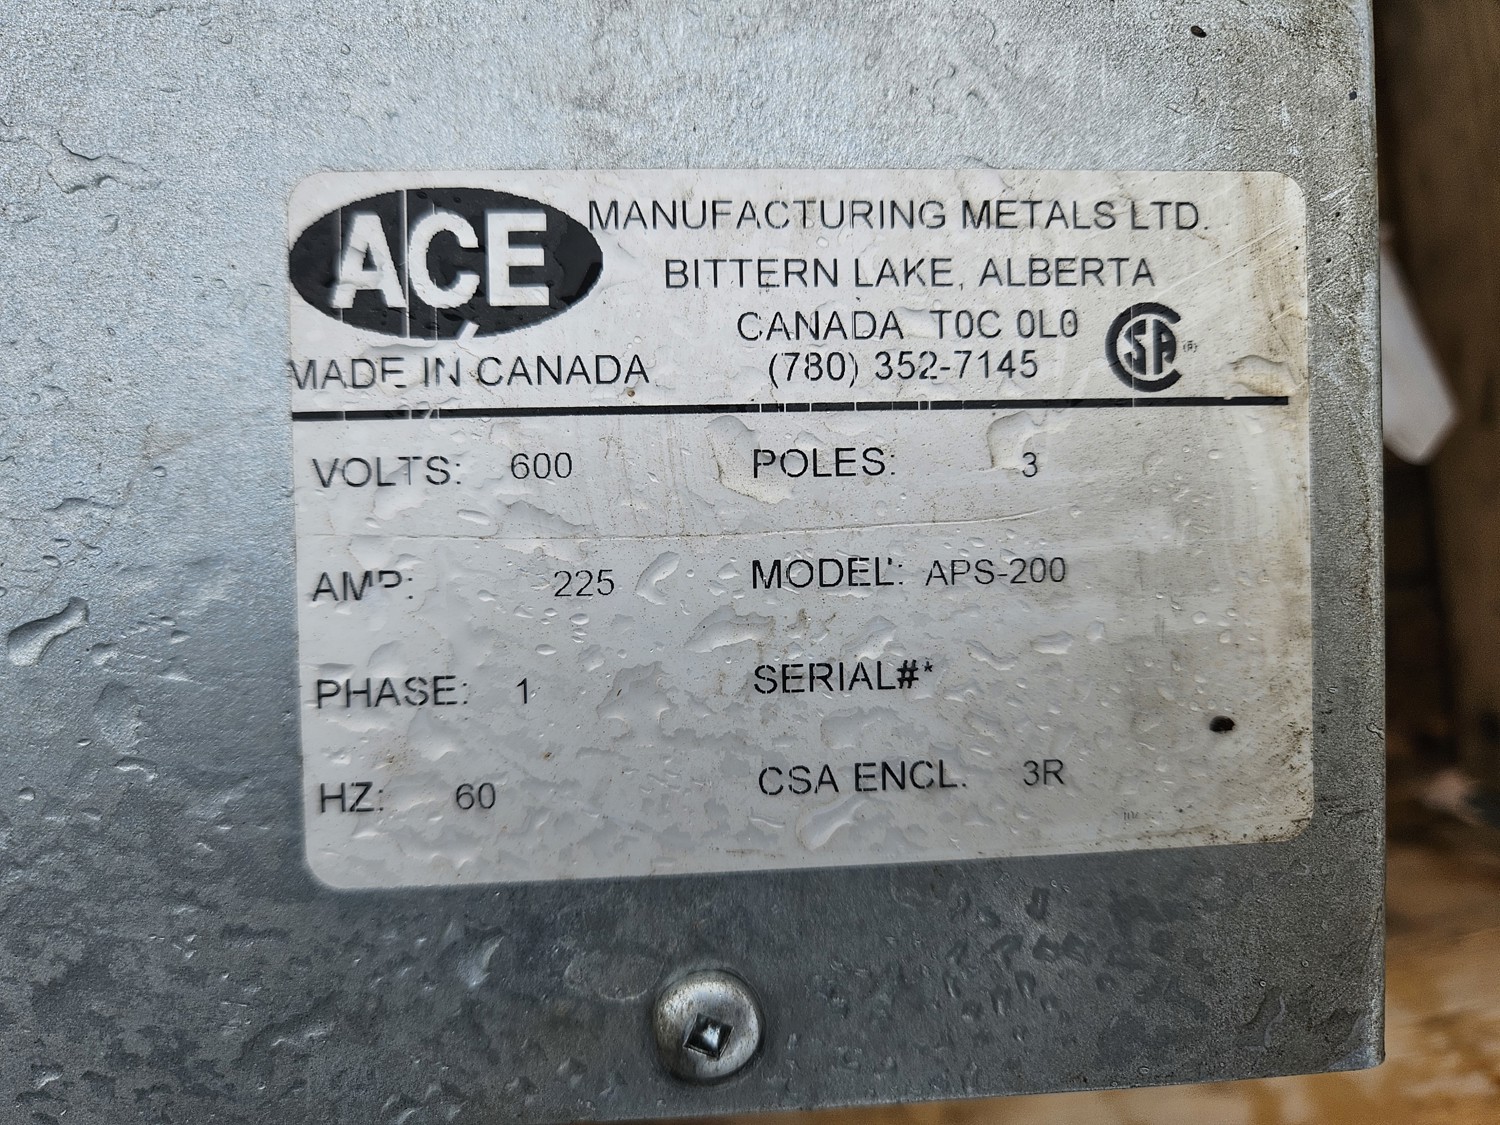 ACE MANUFACTURING METALS LTD.
BITTERN LAKE, ALBERTA
CANADA T0C 0L0
MADE IN CANADA (780) 352-7145
CSA
VOLTS: 600 POLES: 3
AMP: 225 MODEL: APS-200
PHASE: 1 SERIAL#*
HZ: 60 CSA ENCL. 3R